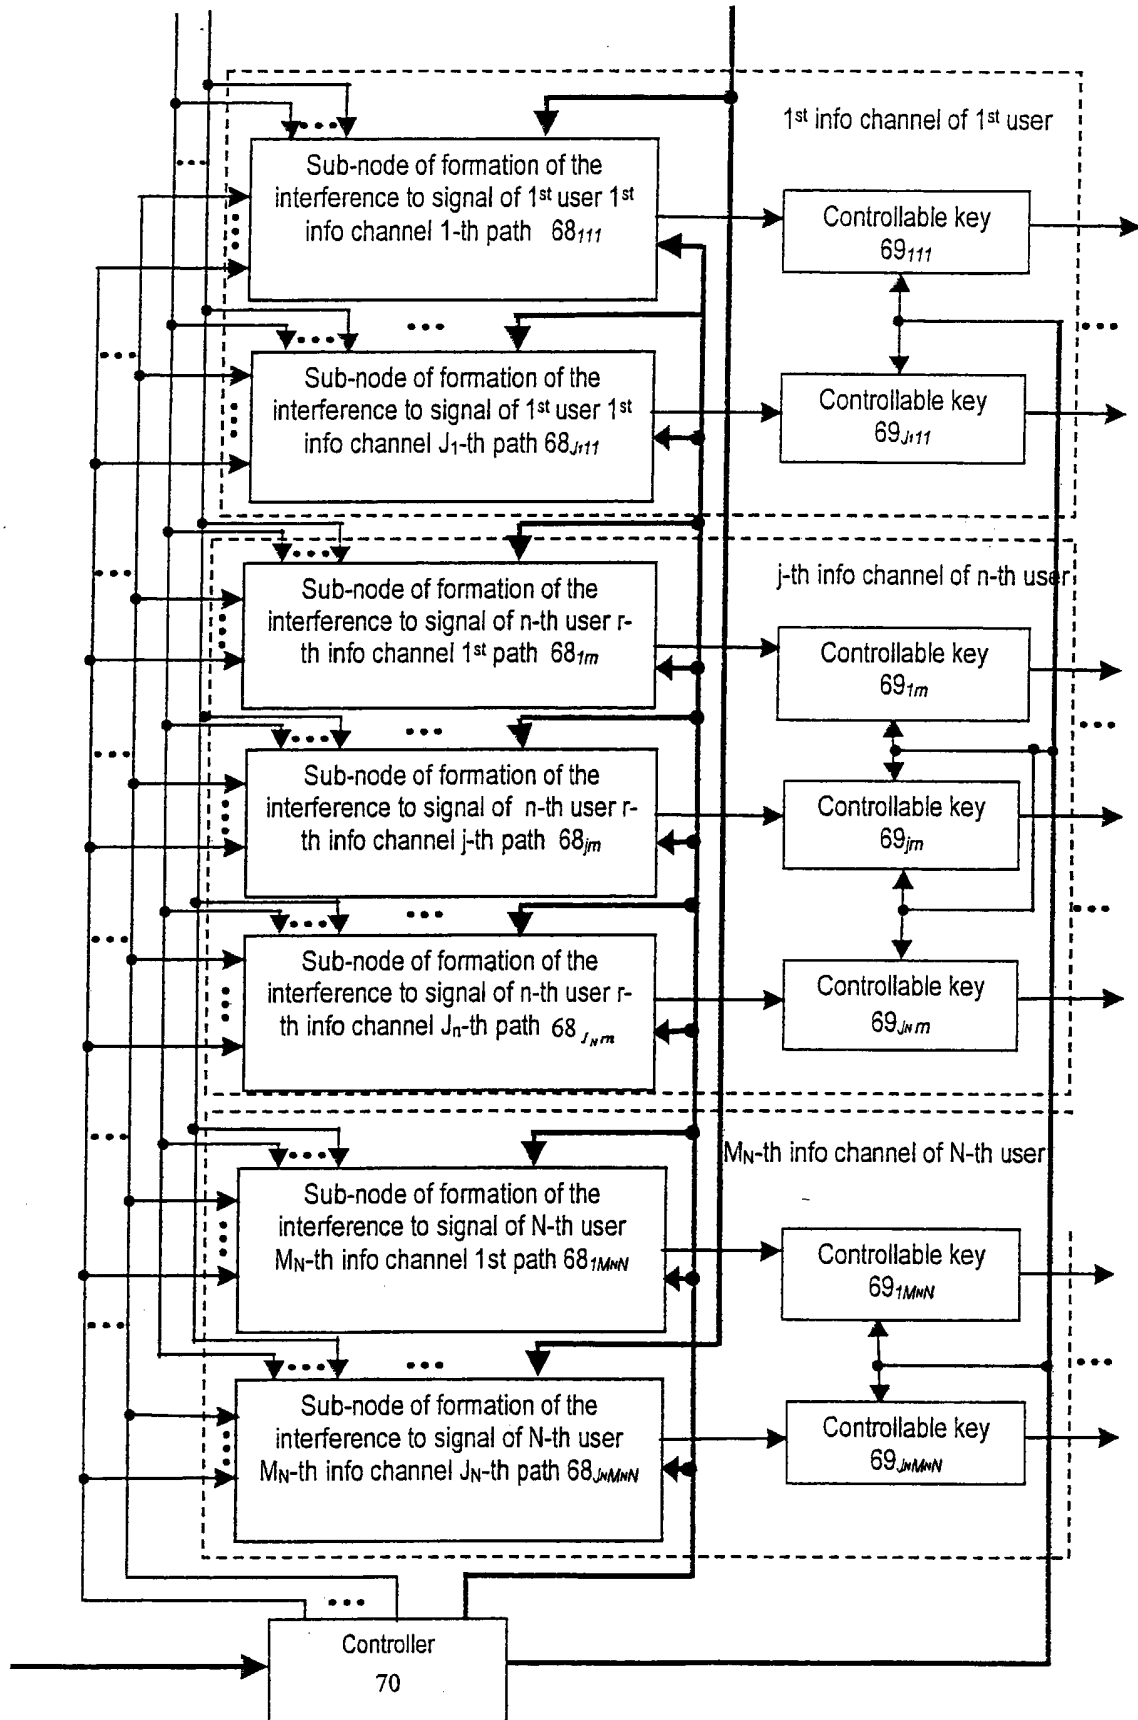 1st info channel of 1st user
Sub-node of formation of the
interference to signal of 1st user 1st
info channel 1-th path 68111
Controllable key
69111
Sub-node of formation of the
interference to signal of 1st user 1st
info channel J1-th path 68J111
Controllable key
69J111
j-th info channel of n-th user
Sub-node of formation of the
interference to signal of n-th user r-
th info channel 1st path 681rn
Controllable key
691rn
Sub-node of formation of the
interference to signal of n-th user r-
th info channel j-th path 68jrn
Controllable key
69jrn
Sub-node of formation of the
interference to signal of n-th user r-
th info channel Jn-th path 68JNrn
Controllable key
69JNrn
MN-th info channel of N-th user
Sub-node of formation of the
interference to signal of N-th user
MN-th info channel 1st path 681MNN
Controllable key
691MNN
Sub-node of formation of the
interference to signal of N-th user
MN-th info channel JN-th path 68JNMNN
Controllable key
69JNMNN
Controller
70